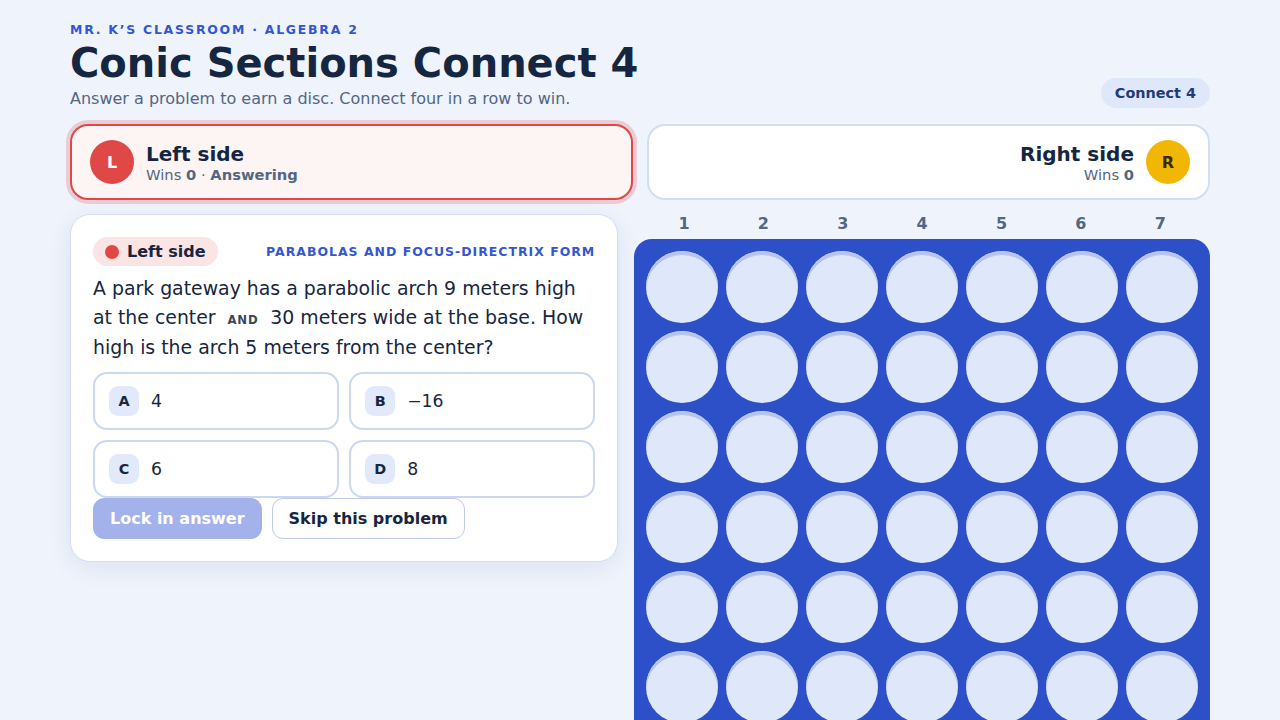 MR. K’S CLASSROOM · ALGEBRA 2
Conic Sections Connect 4
Answer a problem to earn a disc. Connect four in a row to win.
Connect 4
L
Left side
Wins 0 · Answering
Right side
Wins 0
R
Left side
PARABOLAS AND FOCUS-DIRECTRIX FORM
A park gateway has a parabolic arch 9 meters high
at the center AND 30 meters wide at the base. How
high is the arch 5 meters from the center?
A 4
B −16
C 6
D 8
Lock in answer
Skip this problem
1 2 3 4 5 6 7